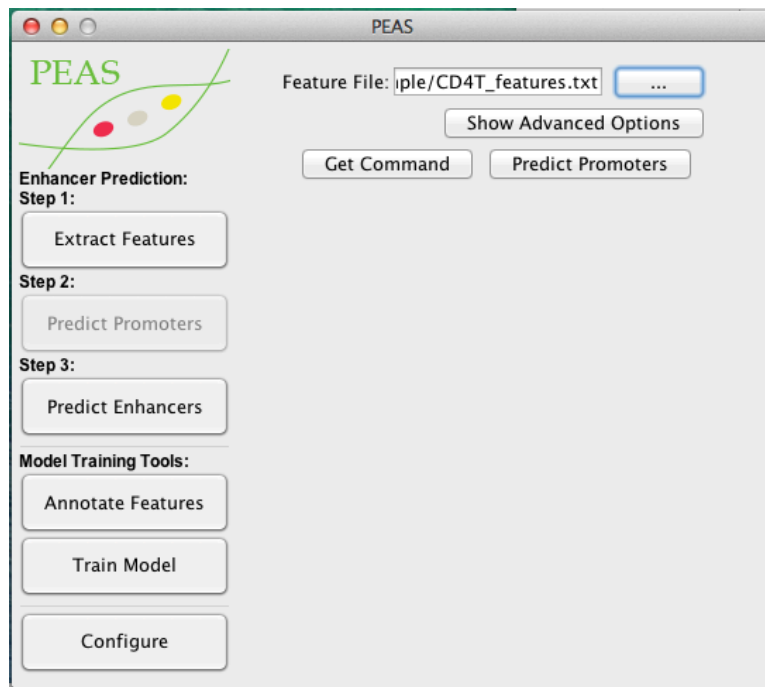 PEAS
PEAS
Feature File: ıple/CD4T_features.txt ...
Show Advanced Options
Get Command Predict Promoters
Enhancer Prediction:
Step 1:
Extract Features
Step 2:
Predict Promoters
Step 3:
Predict Enhancers
Model Training Tools:
Annotate Features
Train Model
Configure